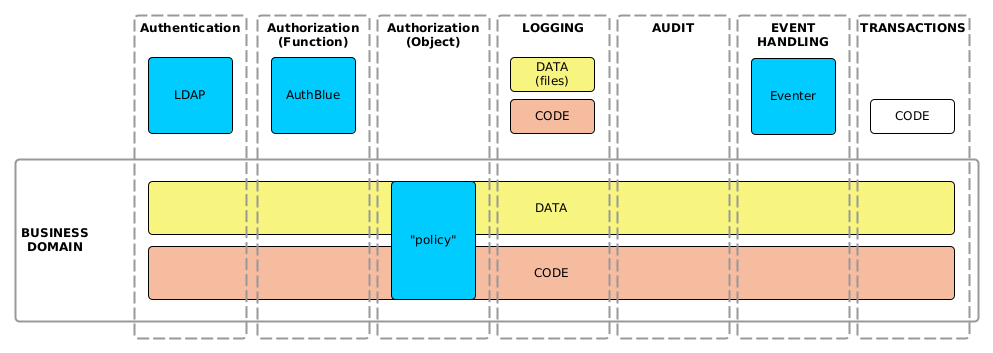 Authentication
Authorization
(Function)
Authorization
(Object)
LOGGING
AUDIT
EVENT
HANDLING
TRANSACTIONS
LDAP
AuthBlue
DATA
(files)
CODE
Eventer
CODE
BUSINESS
DOMAIN
DATA
"policy"
CODE